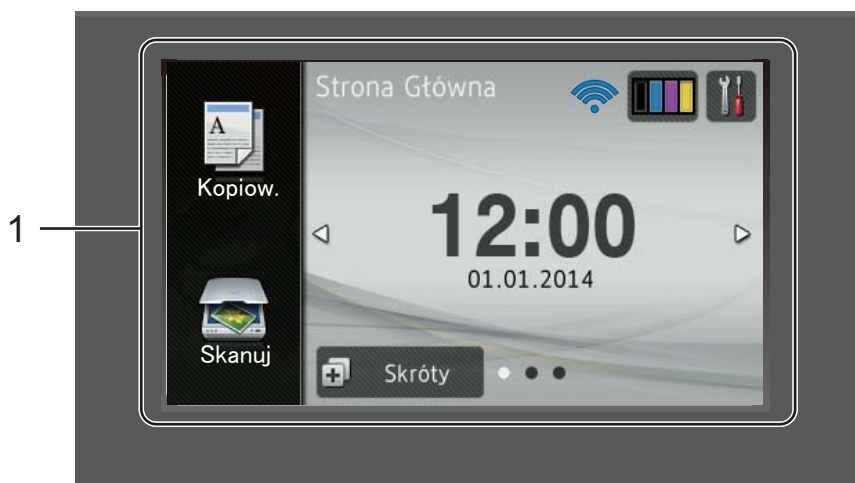 1
Strona Główna
A
Kopiow.
12:00
01.01.2014
Skanuj
Skróty